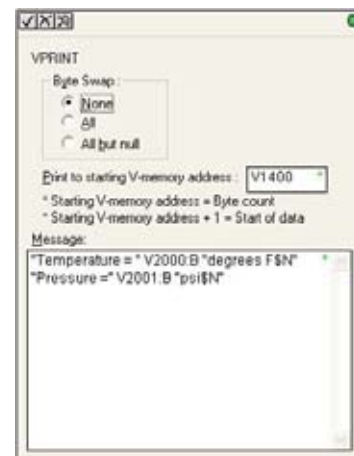 VPRINT
Byte Swap :
None
All
All but null
Print to starting V-memory address : V1400
* Starting V-memory address = Byte count
* Starting V-memory address + 1 = Start of data
Message:
"Temperature = " V2000:B "degrees F$N"
"Pressure =" V2001:B "psi$N"